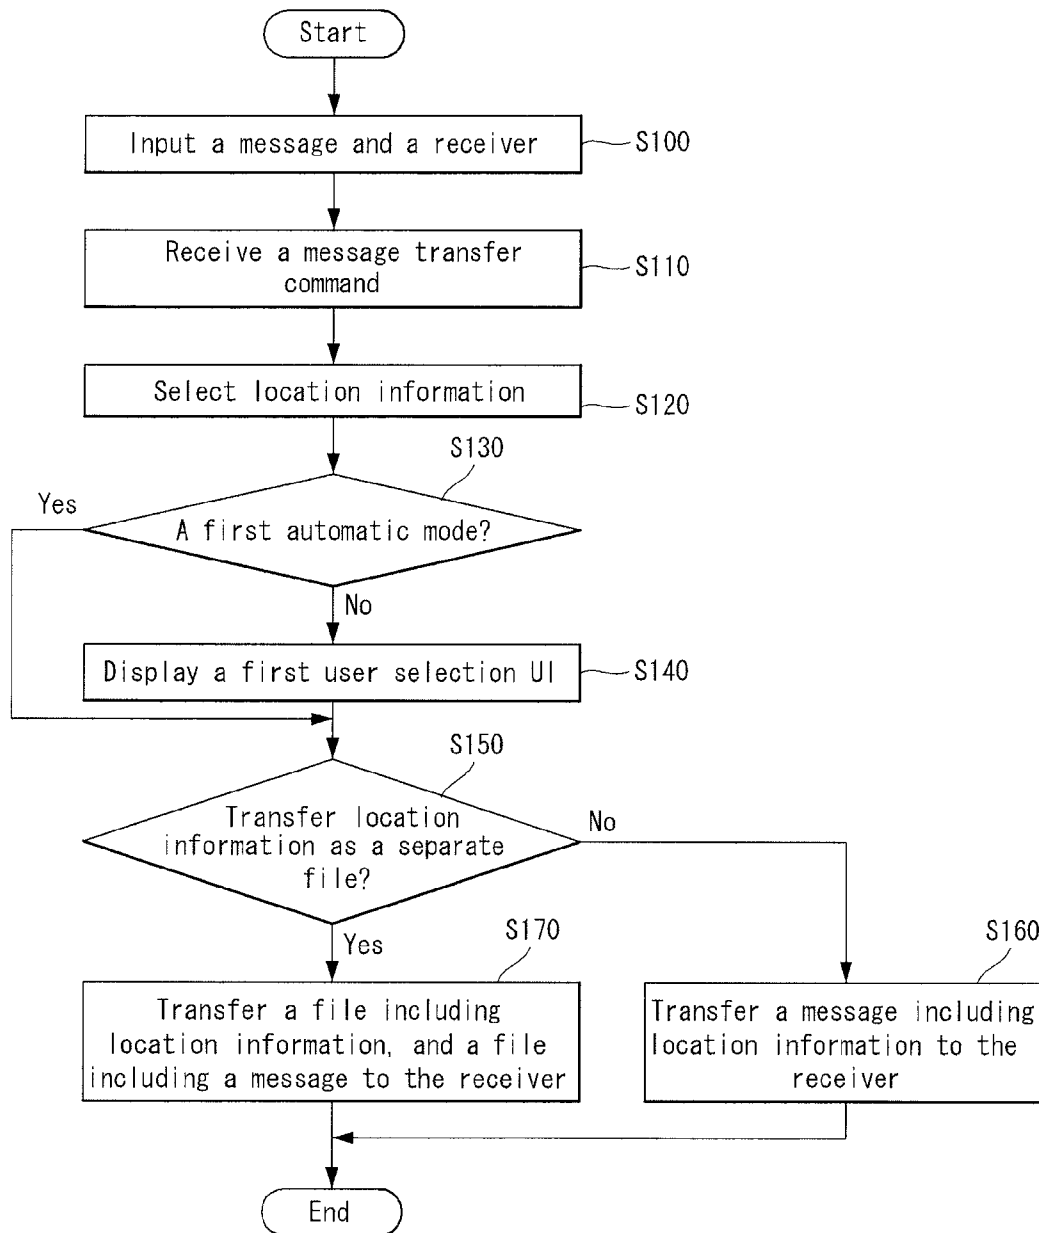 Start
Input a message and a receiver
S100
Receive a message transfer
command
S110
Select location information
S120
S130
Yes
A first automatic mode?
No
Display a first user selection UI
S140
S150
Transfer location
information as a separate
file?
No
Yes
S170
S160
Transfer a file including
location information, and a file
including a message to the receiver
Transfer a message including
location information to the
receiver
End